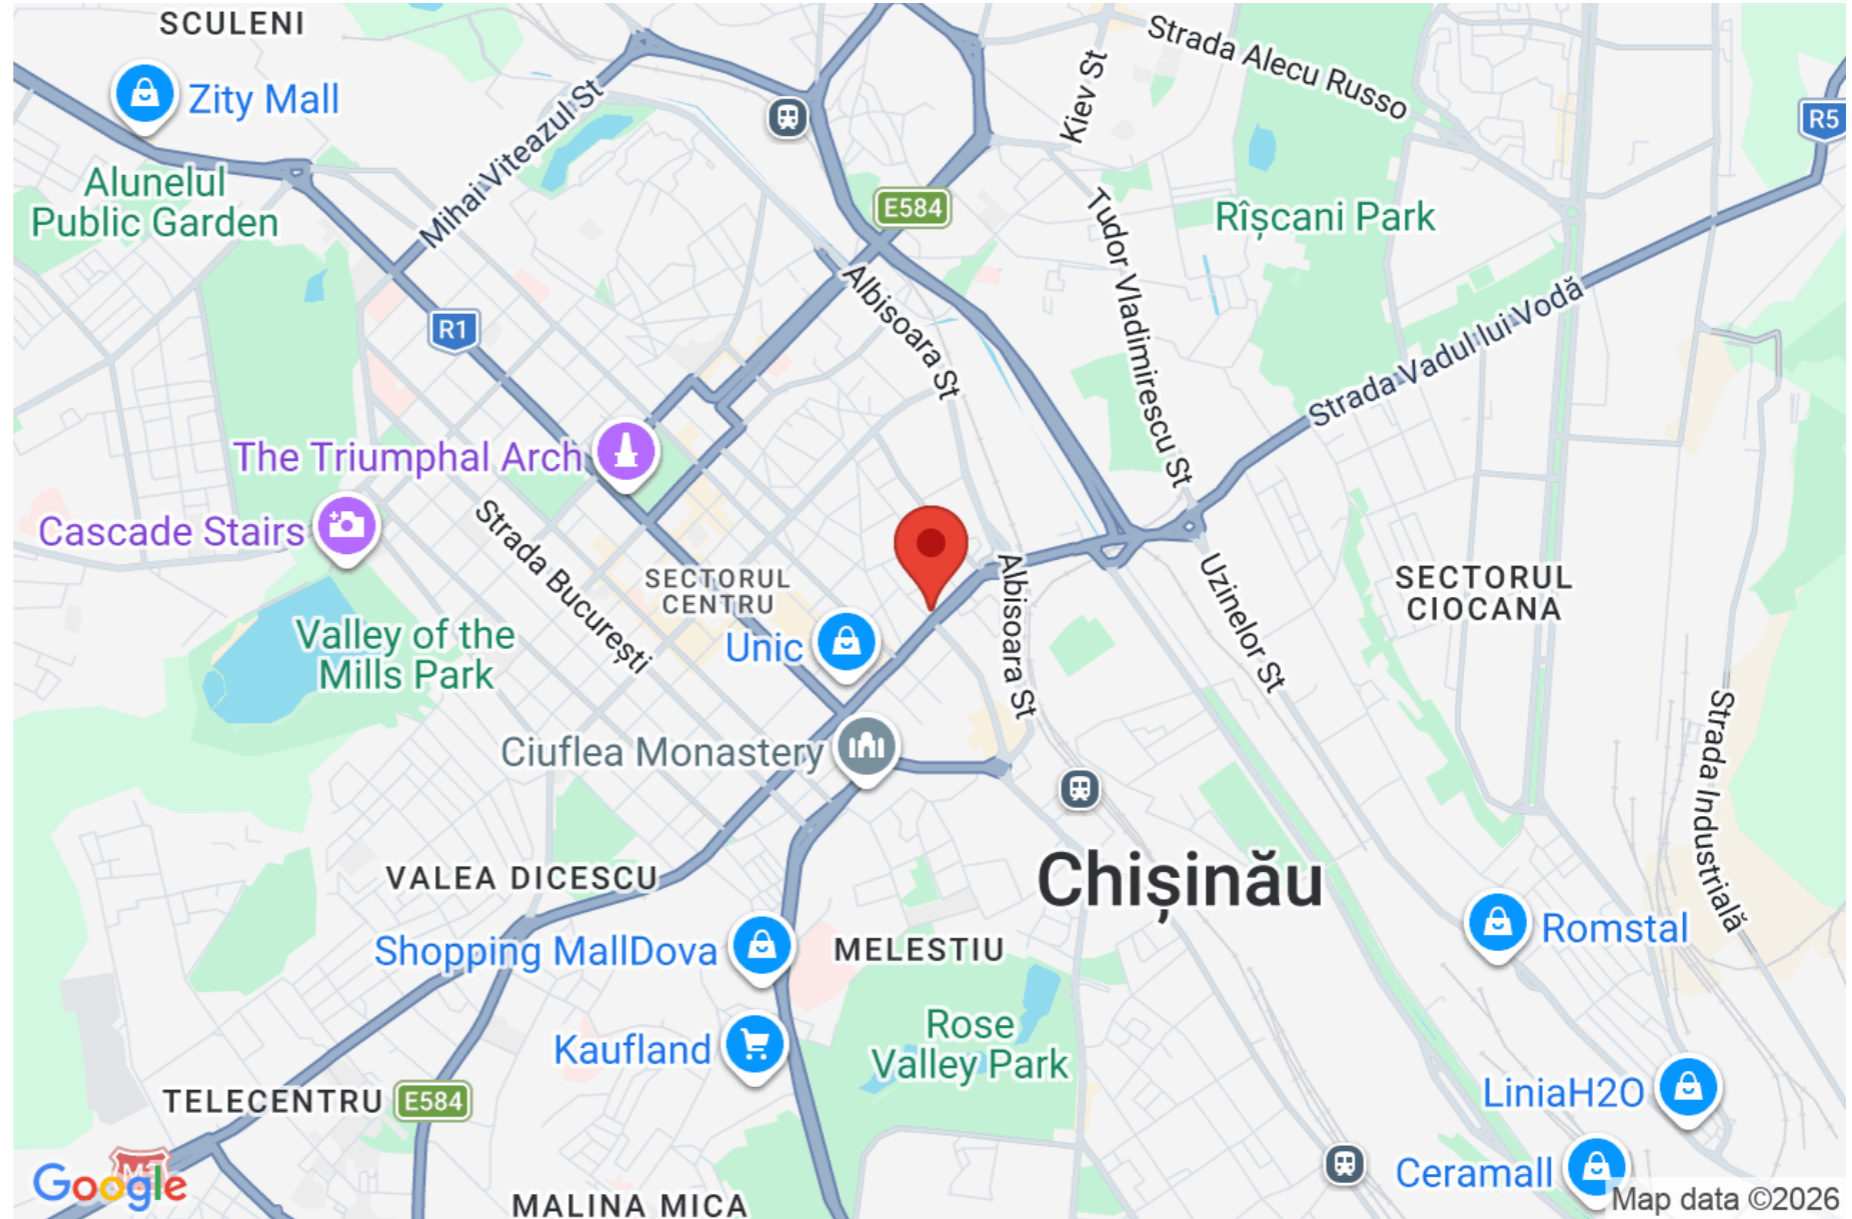 SCULENI
Strada Alecu Russo
Zity Mall
Kiev St
R5
Mihai Viteazul St
Alunelul
Public Garden
E584
Tudor Vladimirescu St
Rîșcani Park
Albisoara St
R1
Strada Vadul lui Vodă
The Triumphal Arch
Cascade Stairs
Strada București
SECTORUL
CENTRU
Albisoara St
Uzinelor St
SECTORUL
CIOCANA
Valley of the
Mills Park
Unic
Strada Industrială
Ciuflea Monastery
Chișinău
VALEA DICESCU
Romstal
Shopping MallDova
MELESTIU
Rose
Valley Park
Kaufland
LiniaH2O
TELECENTRU
E584
Ceramall
Google
MALINA MICA
Map data ©2026